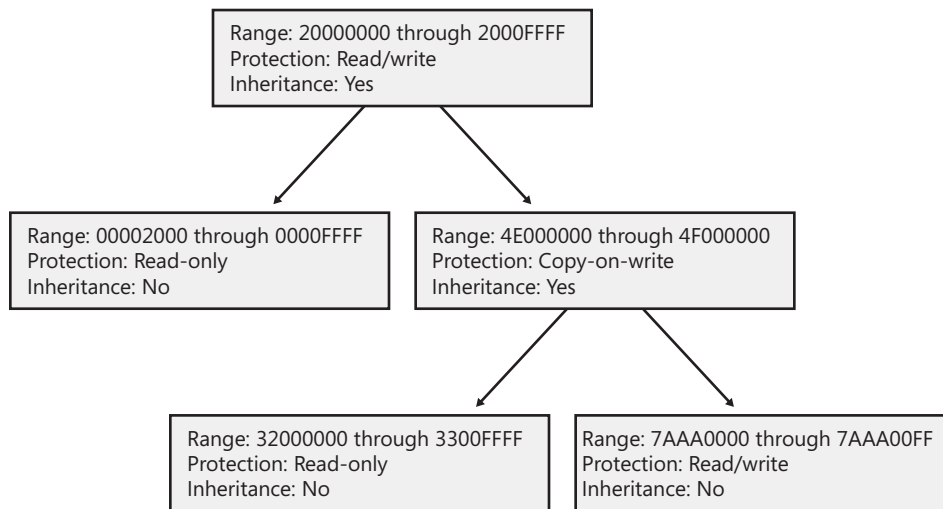 Range: 20000000 through 2000FFFF
Protection: Read/write
Inheritance: Yes
Range: 00002000 through 0000FFFF
Protection: Read-only
Inheritance: No
Range: 4E000000 through 4F000000
Protection: Copy-on-write
Inheritance: Yes
Range: 32000000 through 3300FFFF
Protection: Read-only
Inheritance: No
Range: 7AAA0000 through 7AAA00FF
Protection: Read/write
Inheritance: No